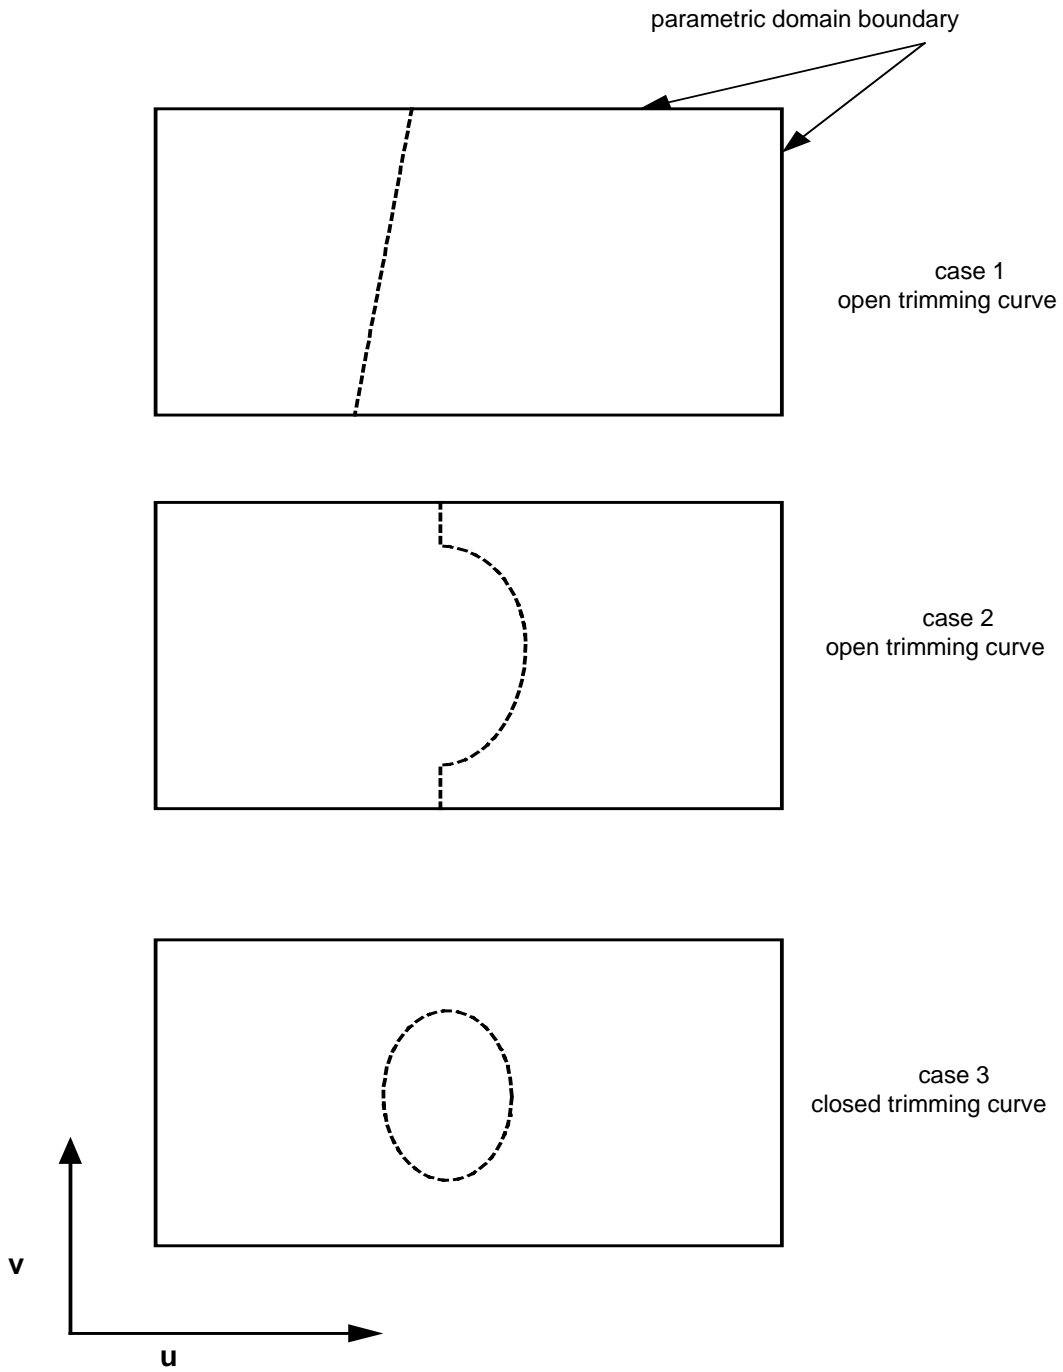 parametric domain boundary
case 1
open trimming curve
case 2
open trimming curve
case 3
closed trimming curve
v
u